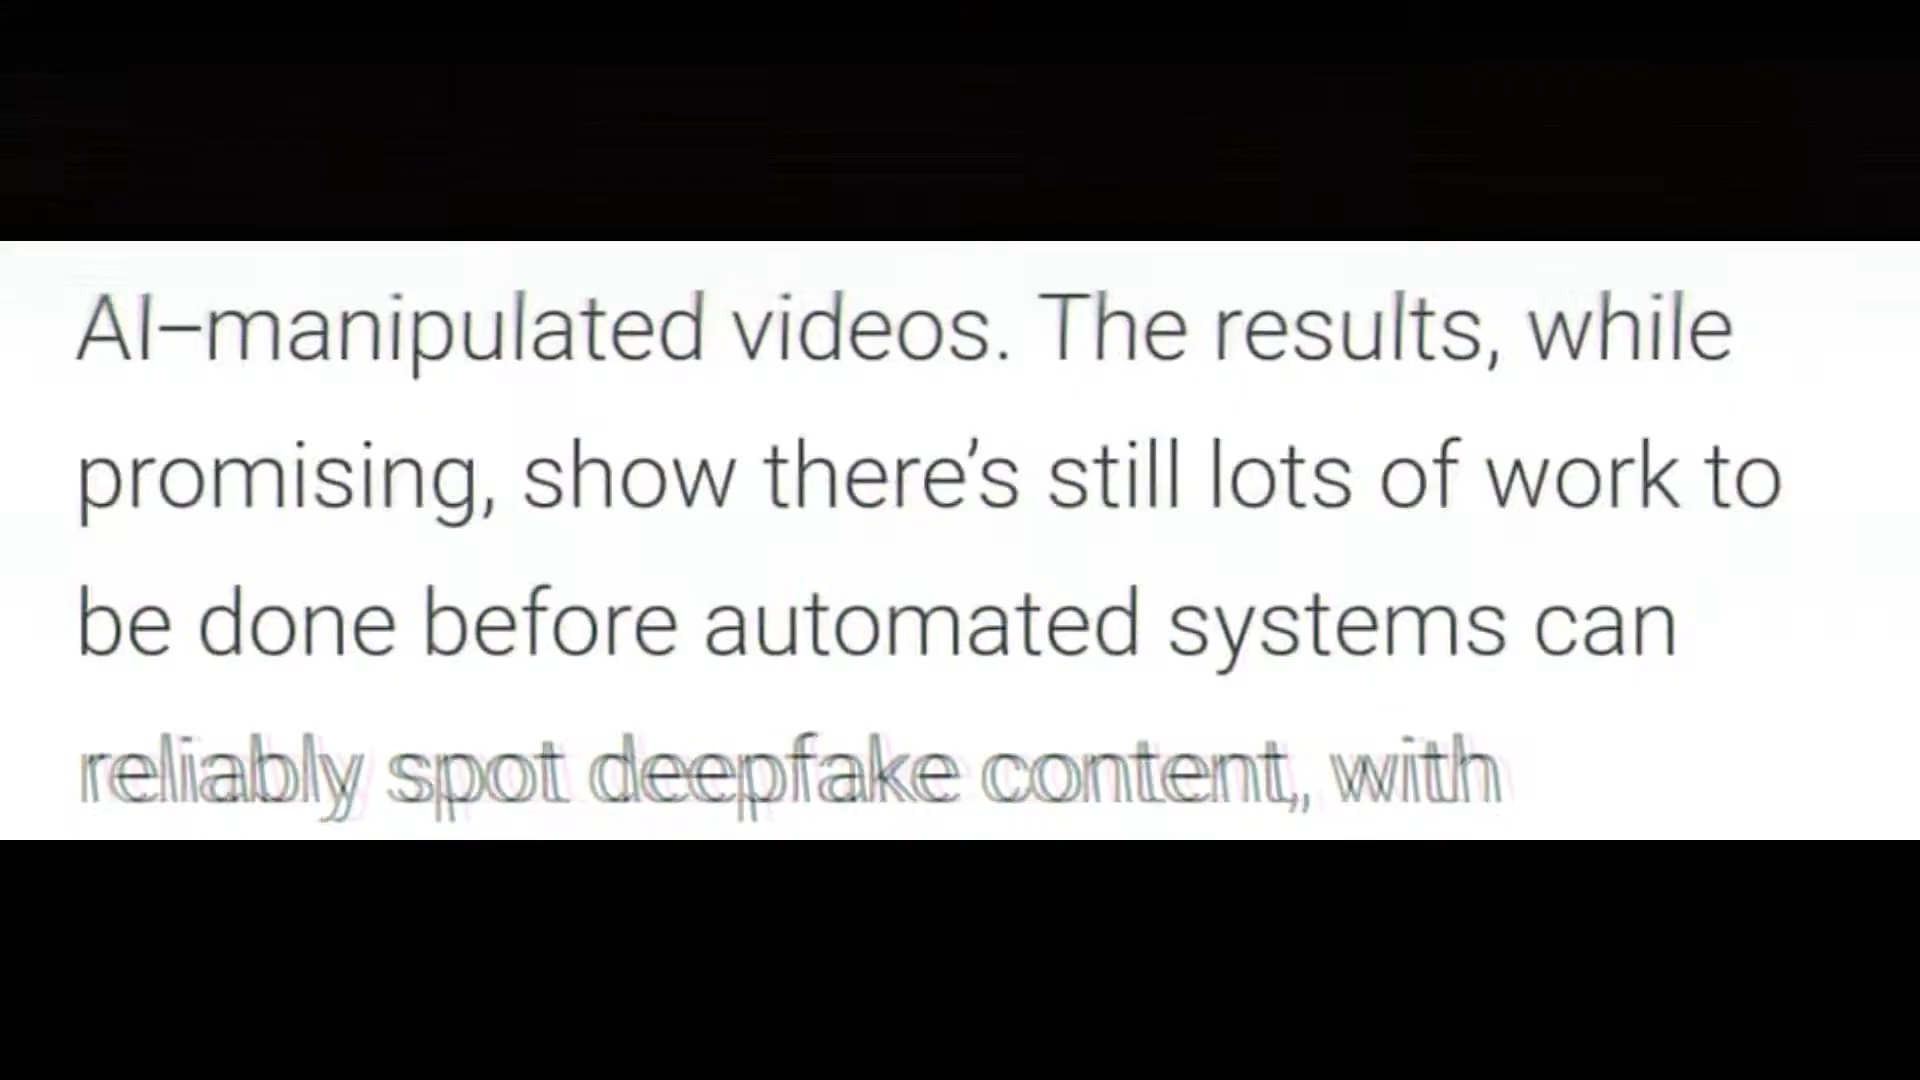 AI–manipulated videos. The results, while
promising, show there’s still lots of work to
be done before automated systems can
reliably spot deepfake content, with